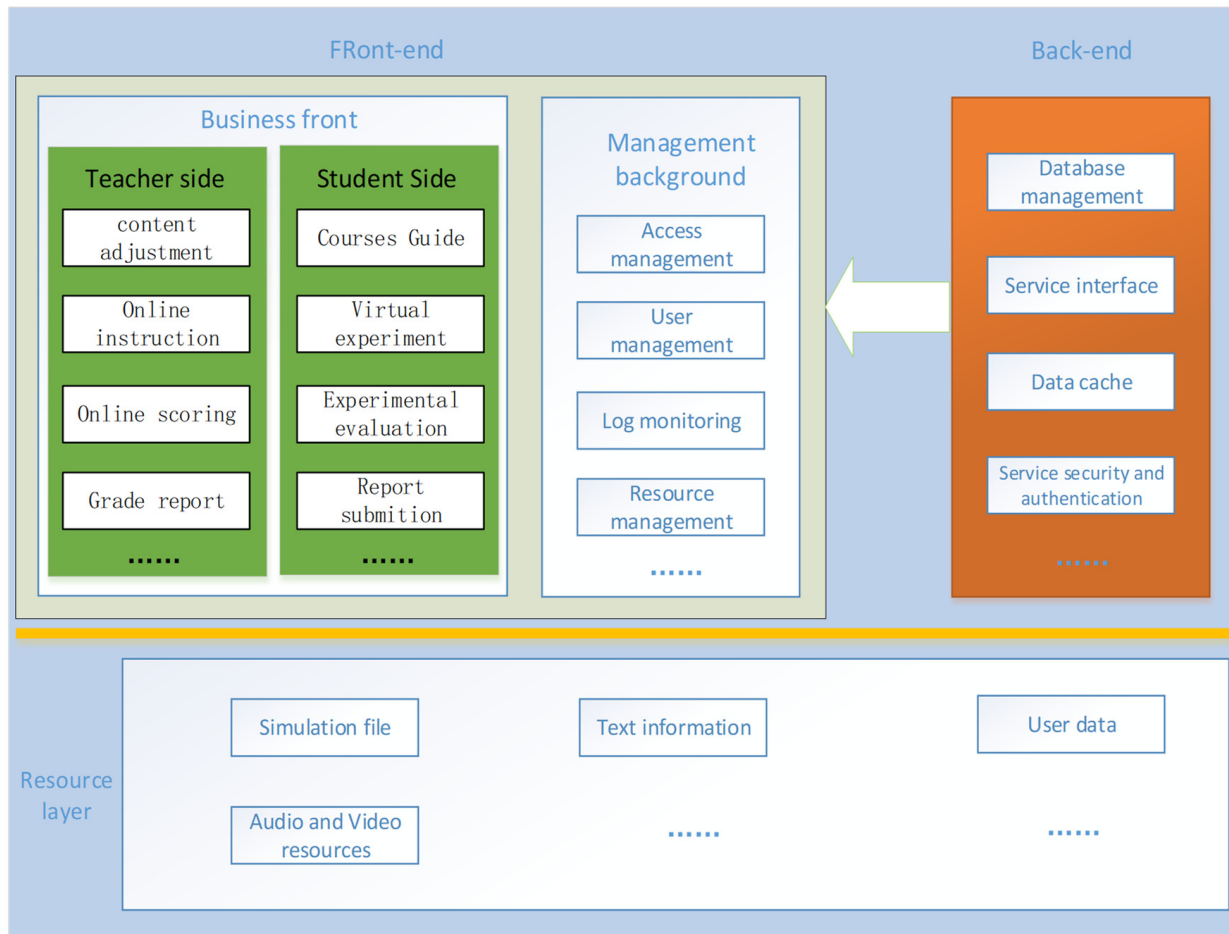 FRont-end
Back-end
Business front
Teacher side
content
adjustment
Online
instruction
Online scoring
Grade report
......
Student Side
Courses Guide
Virtual
experiment
Experimental
evaluation
Report
submition
......
Management
background
Access
management
User
management
Log monitoring
Resource
management
......
Database
management
Service interface
Data cache
Service security and
authentication
......
Resource
layer
Simulation file
Text information
User data
Audio and Video
resources
......
......